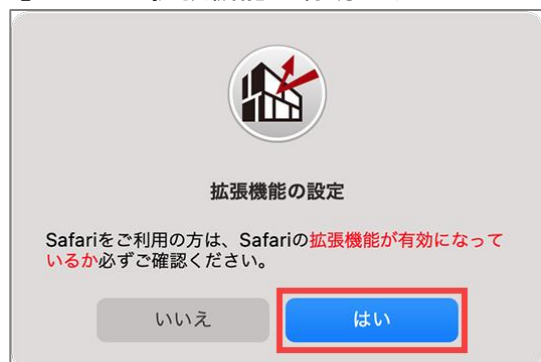 拡張機能の設定
Safariをご利用の方は、Safariの拡張機能が有効になって
いるか必ずご確認ください。
いいえ
はい